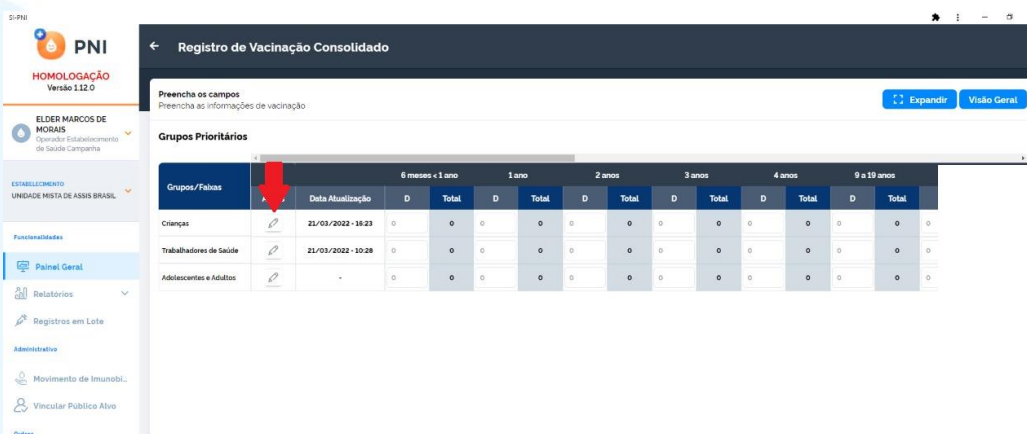 SI-PNI
PNI
HOMOLOGAÇÃO
Versão 1.12.0
ELDER MARCOS DE
MORAIS
Operador Estabelecimento
de Saúde Campanha
ESTABELECIMENTO
UNIDADE MISTA DE ASSIS BRASIL
Funcionalidades
Painel Geral
Relatórios
Registros em Lote
Administrativo
Movimento de Imunobi...
Vincular Público Alvo
Registro de Vacinação Consolidado
Preencha os campos
Preencha as informações de vacinação
Expandir Visão Geral
Grupos Prioritários
Grupos/Faixas 6 meses < 1 ano 1 ano 2 anos 3 anos 4 anos 9 a 19 anos
Data Atualização D Total D Total D Total D Total D Total D Total
Crianças 21/03/2022 - 16:23 0 0 0 0 0 0 0 0 0 0 0 0 0
Trabalhadores de Saúde 21/03/2022 - 10:28 0 0 0 0 0 0 0 0 0 0 0 0 0
Adolescentes e Adultos - 0 0 0 0 0 0 0 0 0 0 0 0 0